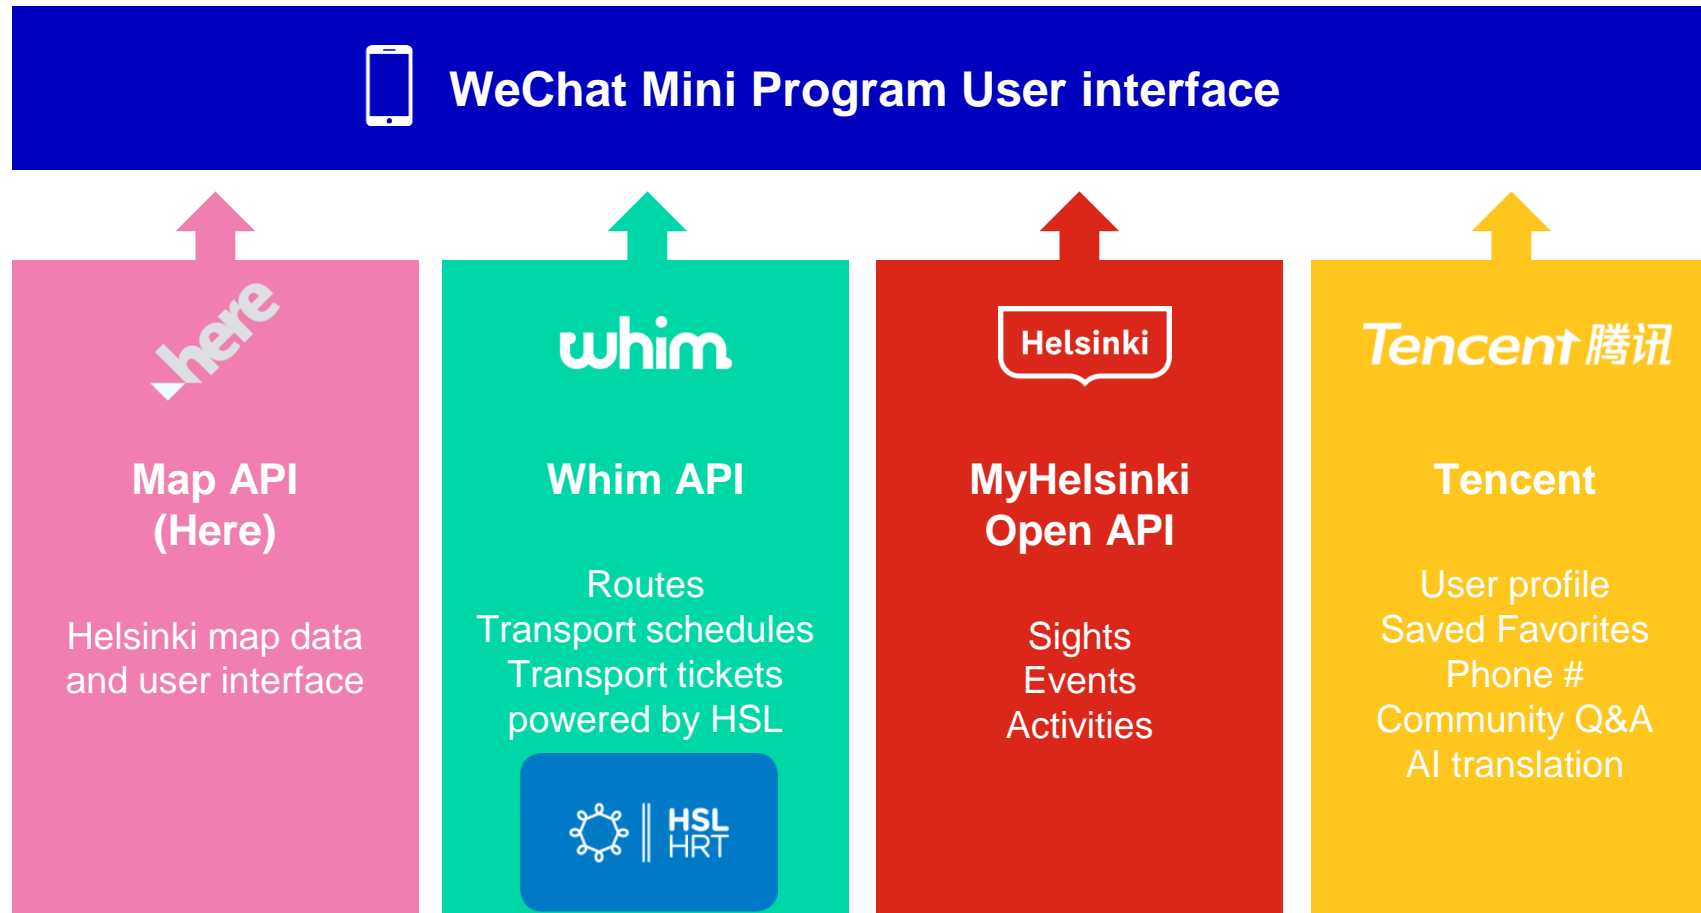 WeChat Mini Program User interface
here
Map API
(Here)
Helsinki map data
and user interface
whim
Whim API
Routes
Transport schedules
Transport tickets
powered by HSL
HSL
HRT
Helsinki
MyHelsinki
Open API
Sights
Events
Activities
Tencent 腾讯
Tencent
User profile
Saved Favorites
Phone #
Community Q&A
AI translation